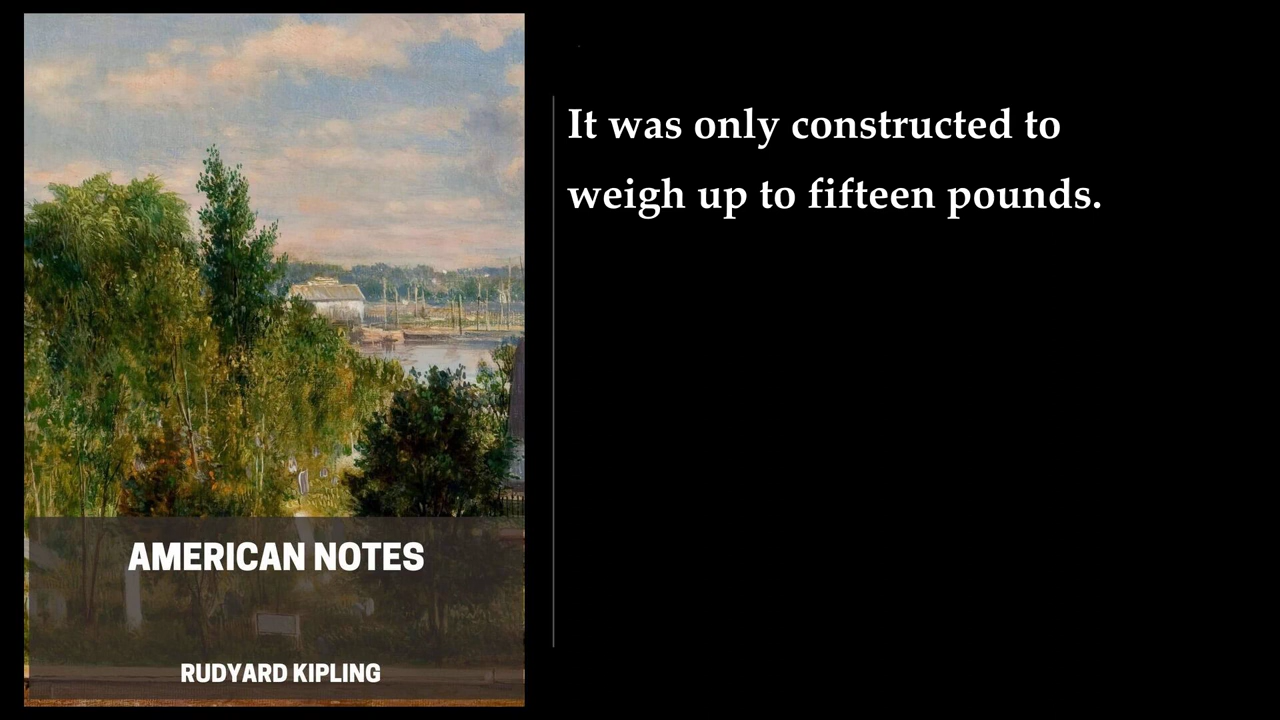 It was only constructed to
weigh up to fifteen pounds.
AMERICAN NOTES
RUDYARD KIPLING